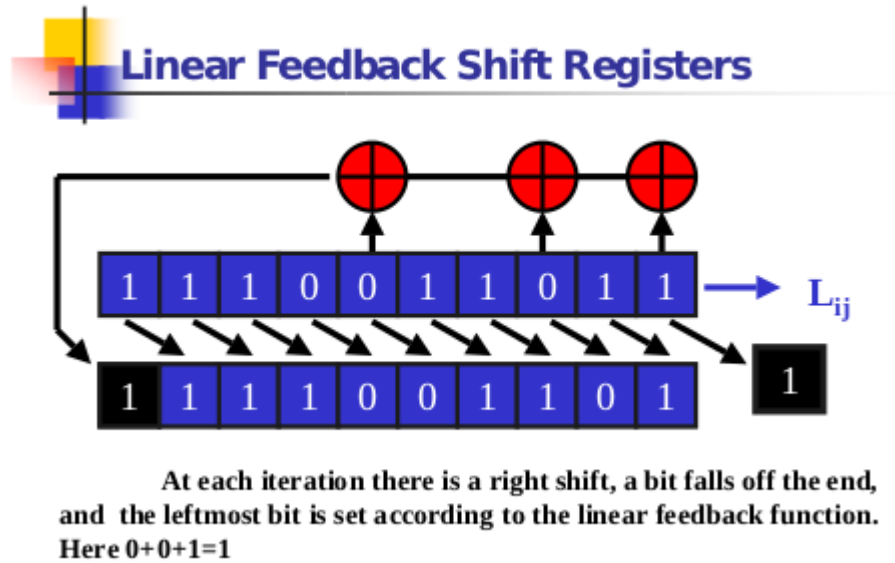 Linear Feedback Shift Registers
1 1 1 0 0 1 1 0 1 1 Lij
1 1 1 1 0 0 1 1 0 1 1
At each iteration there is a right shift, a bit falls off the end,
and the leftmost bit is set according to the linear feedback function.
Here 0+0+1=1